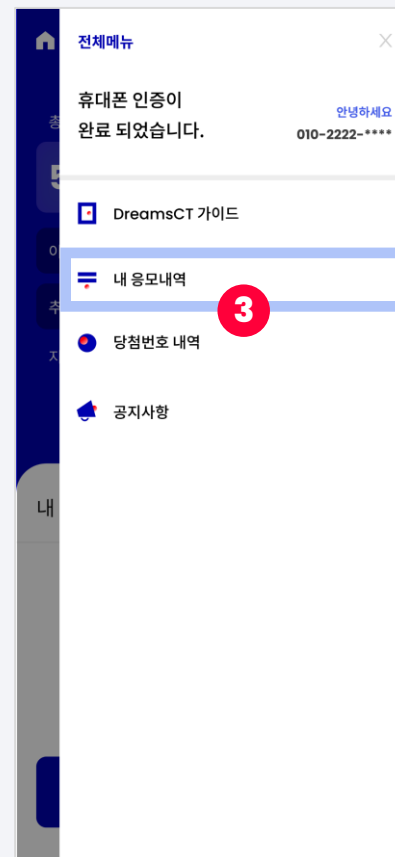 전체메뉴
휴대폰 인증이
완료 되었습니다.
안녕하세요
010-2222-****
DreamsCT 가이드
내 응모내역
3
당첨번호 내역
공지사항
내